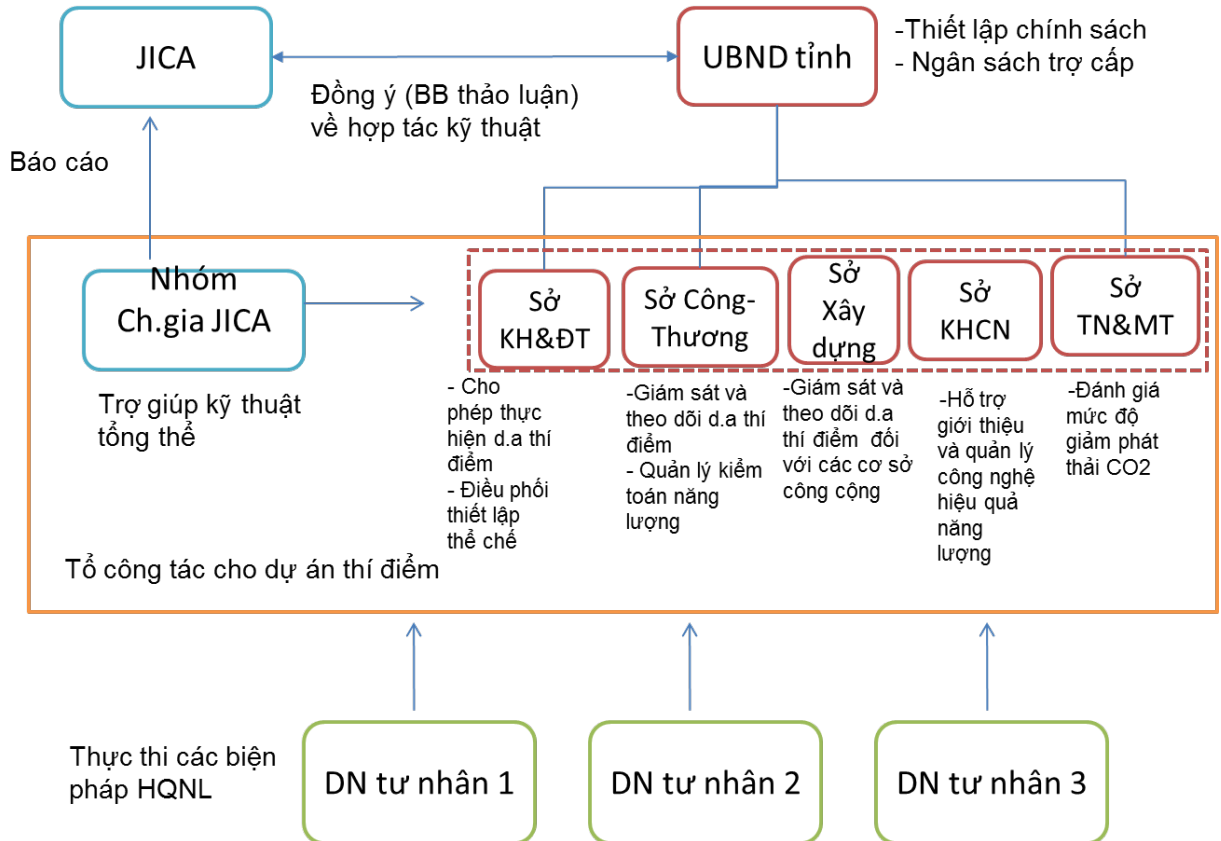 JICA
UBND tỉnh
-Thiết lập chính sách
- Ngân sách trợ cấp
Đồng ý (BB thảo luận)
về hợp tác kỹ thuật
Báo cáo
Nhóm
Ch.gia JICA
Sở
KH&ĐT
Sở Công-
Thương
Sở
Xây
dựng
Sở
KHCN
Sở
TN&MT
Trợ giúp kỹ thuật
tổng thể
- Cho
phép thực
hiện d.a thí
điểm
- Điều phối
thiết lập
thể chế
-Giám sát và
theo dõi d.a thí
điểm
- Quản lý kiểm
toán năng
lượng
-Giám sát và
theo dõi d.a
thí điểm đối
với các cơ sở
công cộng
-Hỗ trợ
giới thiệu
và quản lý
công nghệ
hiệu quả
năng
lượng
-Đánh giá
mức độ
giảm phát
thải CO2
Tổ công tác cho dự án thí điểm
Thực thi các biện
pháp HQNL
DN tư nhân 1
DN tư nhân 2
DN tư nhân 3